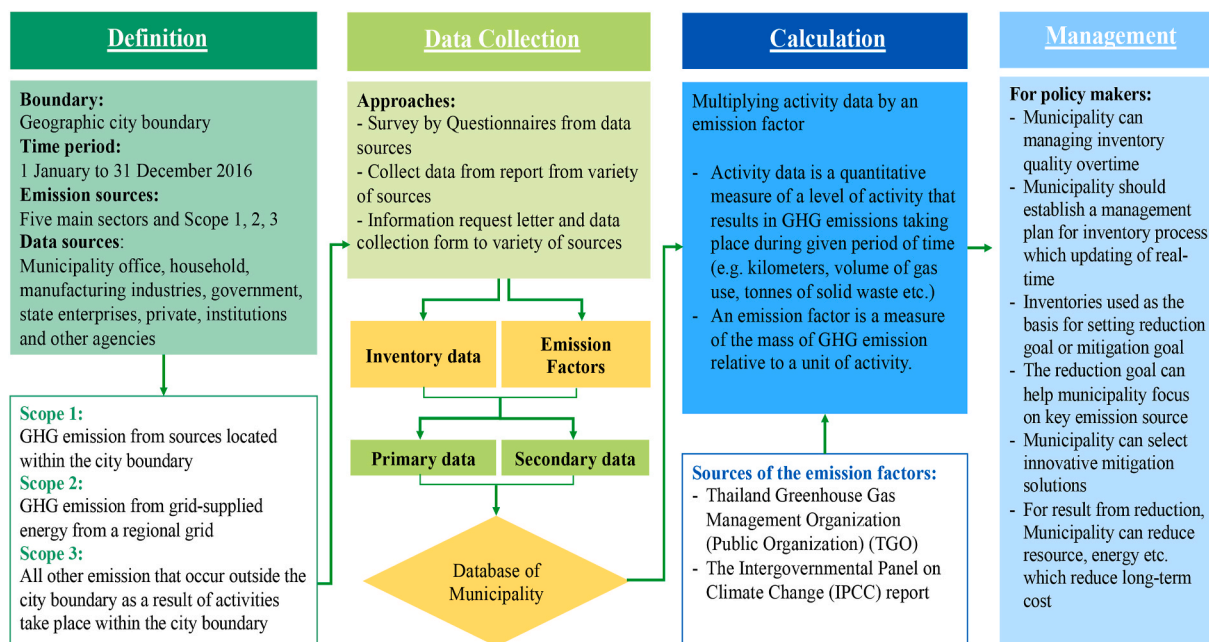 Definition
Boundary:
Geographic city boundary
Time period:
1 January to 31 December 2016
Emission sources:
Five main sectors and Scope 1, 2, 3
Data sources:
Municipality office, household,
manufacturing industries, government,
state enterprises, private, institutions
and other agencies
Scope 1:
GHG emission from sources located
within the city boundary
Scope 2:
GHG emission from grid-supplied
energy from a regional grid
Scope 3:
All other emission that occur outside the
city boundary as a result of activities
take place within the city boundary
Data Collection
Approaches:
- Survey by Questionnaires from data
sources
- Collect data from report from variety
of sources
- Information request letter and data
collection form to variety of sources
Inventory data
Emission
Factors
Primary data
Secondary data
Database of
Municipality
Calculation
Multiplying activity data by an
emission factor
- Activity data is a quantitative
measure of a level of activity that
results in GHG emissions taking
place during given period of time
(e.g. kilometers, volume of gas
use, tonnes of solid waste etc.)
- An emission factor is a measure
of the mass of GHG emission
relative to a unit of activity.
Sources of the emission factors:
- Thailand Greenhouse Gas
Management Organization
(Public Organization) (TGO)
- The Intergovernmental Panel on
Climate Change (IPCC) report
Management
For policy makers:
- Municipality can
managing inventory
quality overtime
- Municipality should
establish a management
plan for inventory process
which updating of real-
time
- Inventories used as the
basis for setting reduction
goal or mitigation goal
- The reduction goal can
help municipality focus
on key emission source
- Municipality can select
innovative mitigation
solutions
- For result from reduction,
Municipality can reduce
resource, energy etc.
which reduce long-term
cost